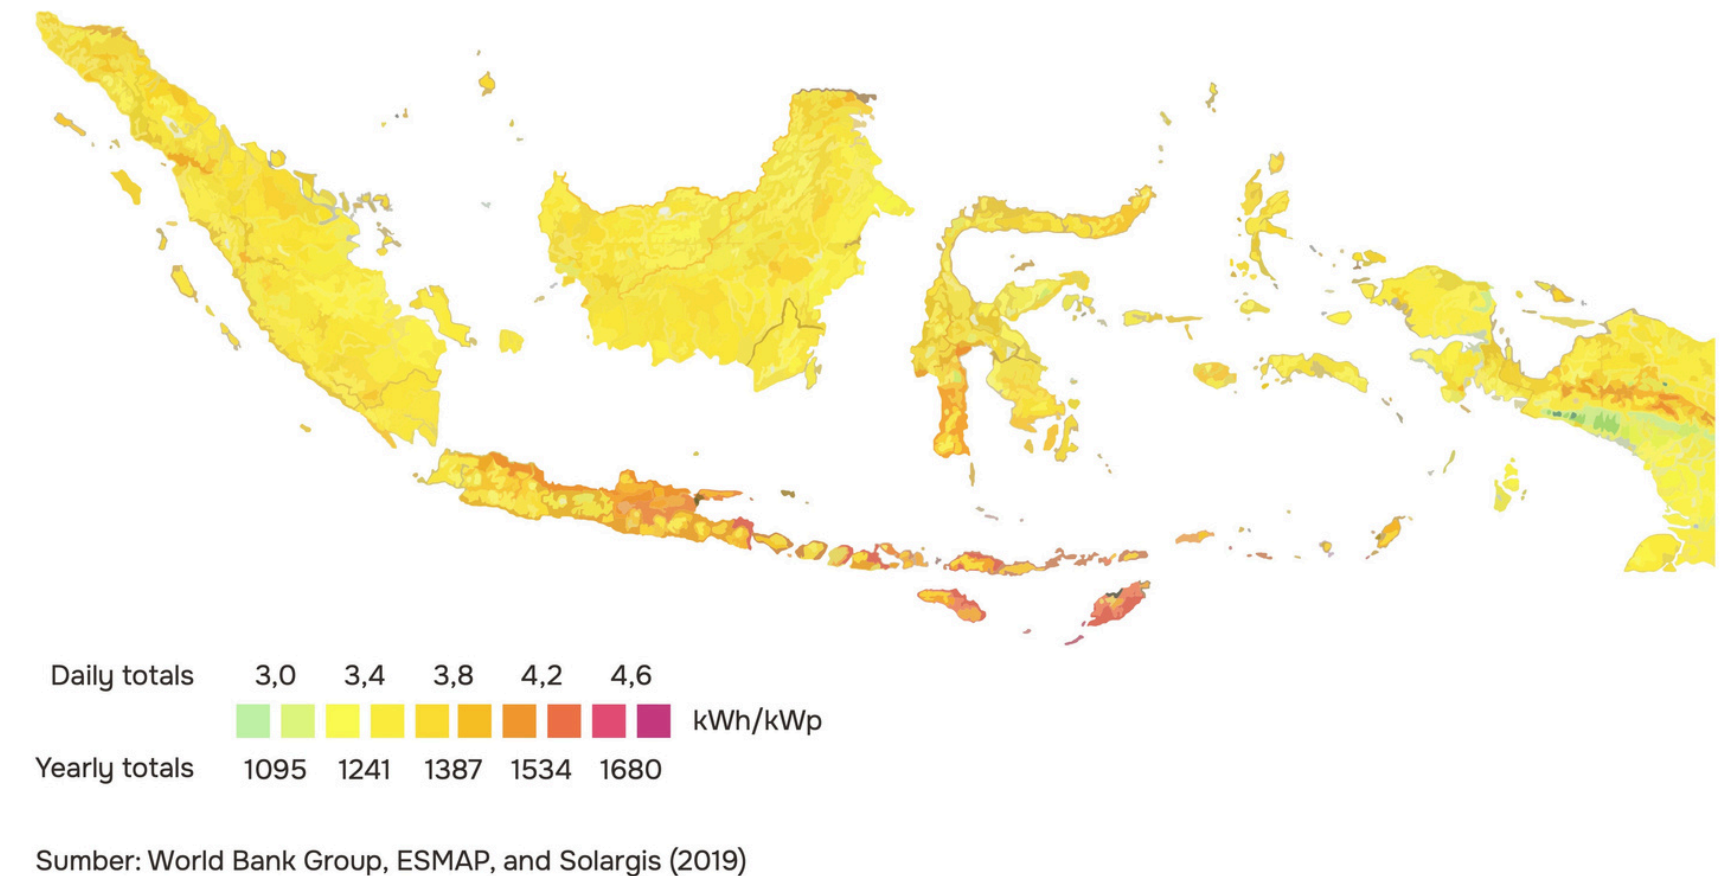 Daily totals 3,0 3,4 3,8 4,2 4,6
kWh/kWp
Yearly totals 1095 1241 1387 1534 1680
Sumber: World Bank Group, ESMAP, and Solargis (2019)